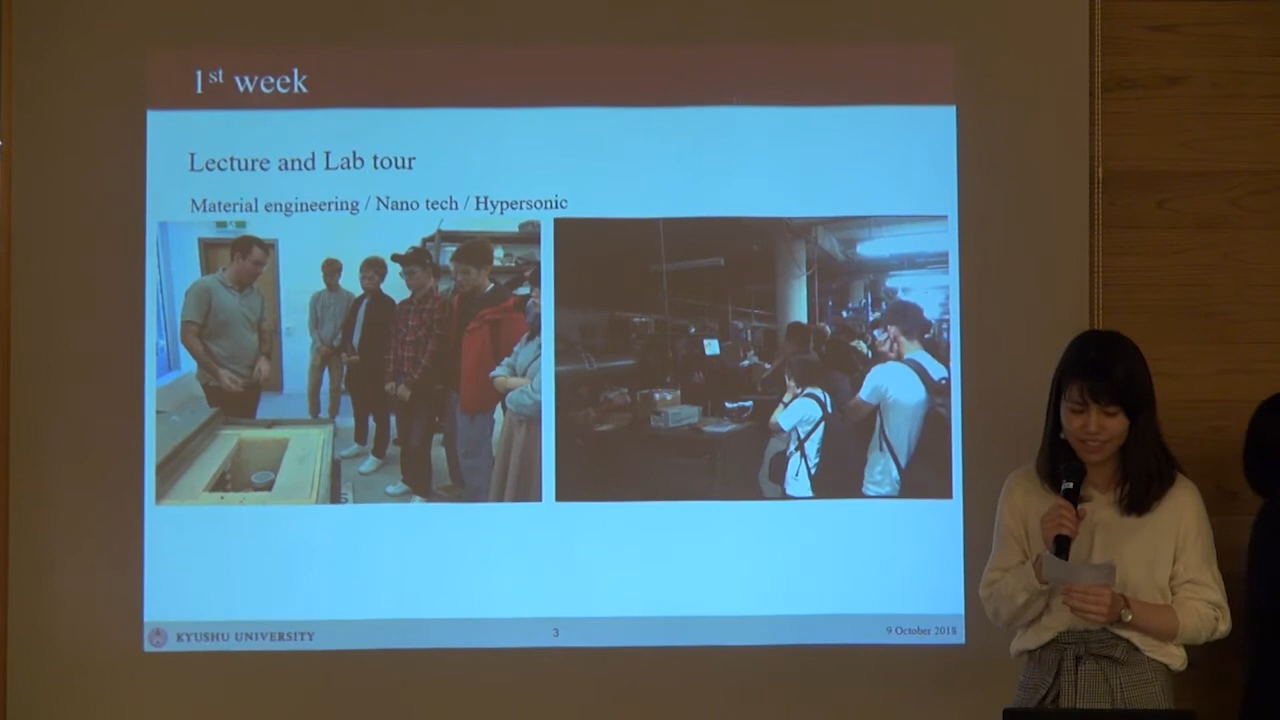 1st week
Lecture and Lab tour
Material engineering / Nano tech / Hypersonic
KYUSHU UNIVERSITY
3
9 October 2018